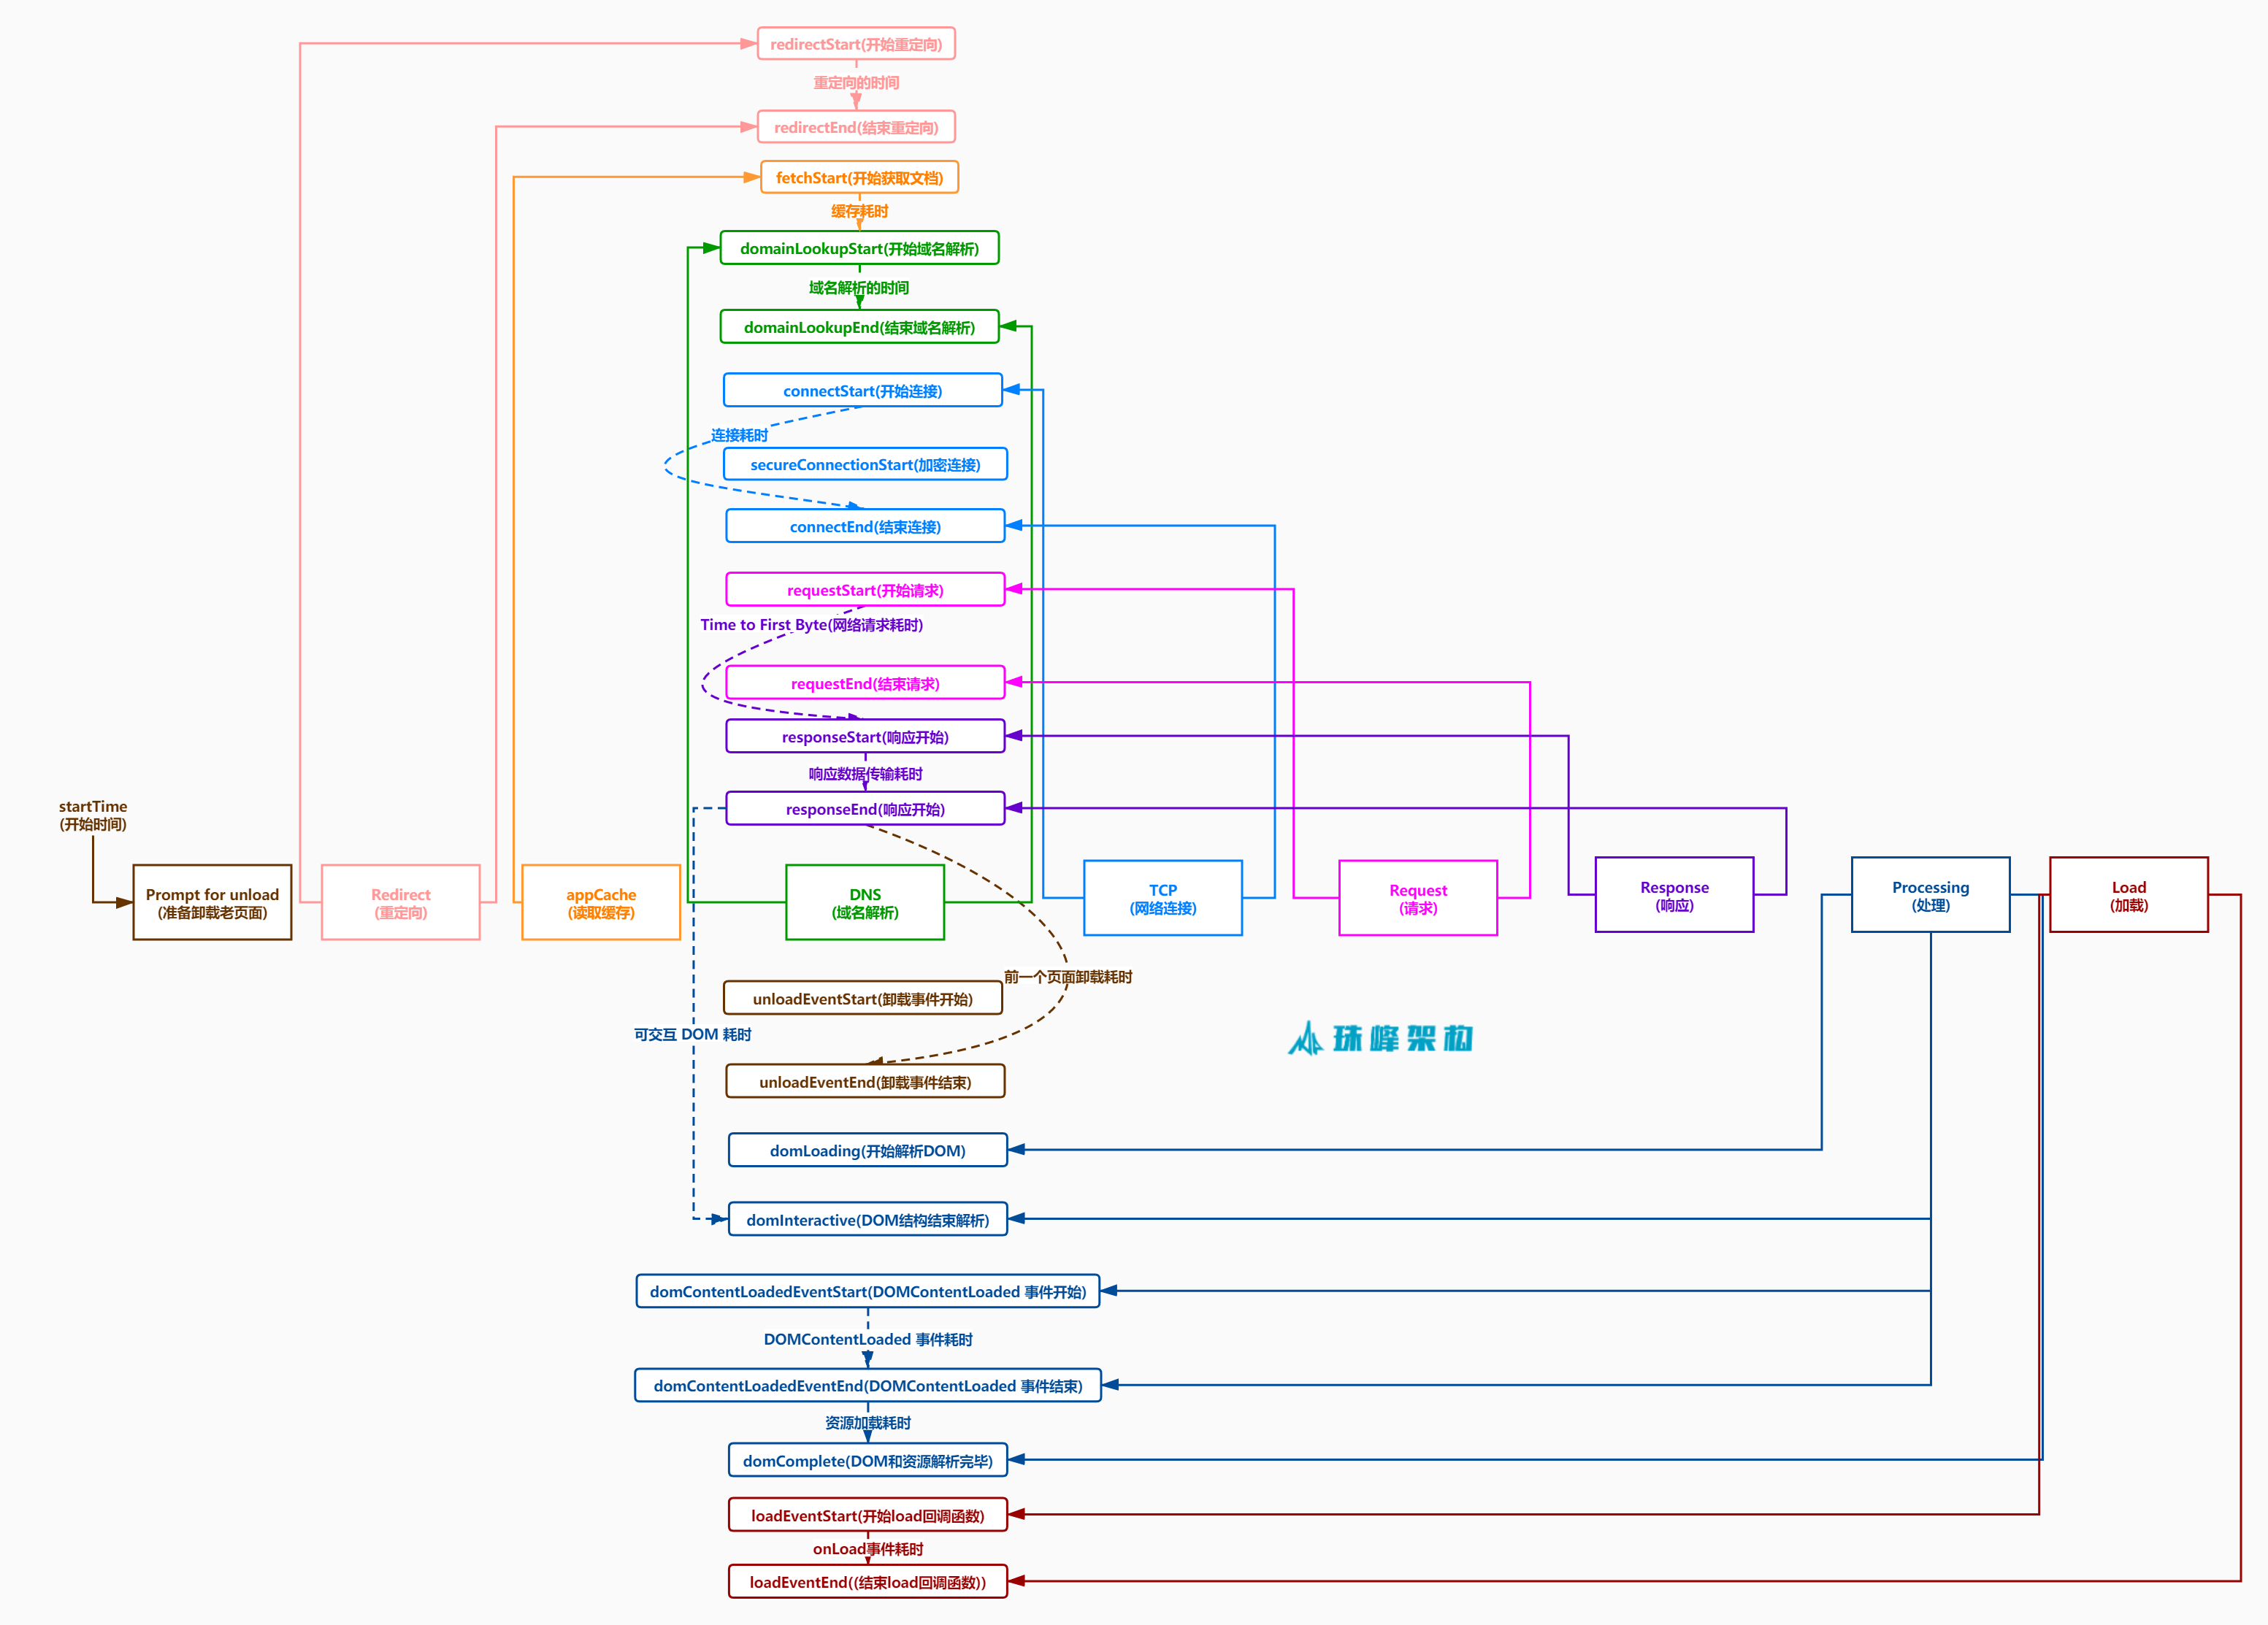 redirectStart(开始重定向)
重定向的时间
redirectEnd(结束重定向)
fetchStart(开始获取文档)
缓存耗时
domainLookupStart(开始域名解析)
域名解析的时间
domainLookupEnd(结束域名解析)
connectStart(开始连接)
连接耗时
secureConnectionStart(加密连接)
connectEnd(结束连接)
requestStart(开始请求)
Time to First Byte(网络请求耗时)
requestEnd(结束请求)
responseStart(响应开始)
响应数据传输耗时
responseEnd(响应开始)
startTime
(开始时间)
Prompt for unload
(准备卸载老页面)
Redirect
(重定向)
appCache
(读取缓存)
DNS
(域名解析)
TCP
(网络连接)
Request
(请求)
Response
(响应)
Processing
(处理)
Load
(加载)
前一个页面卸载耗时
unloadEventStart(卸载事件开始)
可交互 DOM 耗时
珠峰架构
unloadEventEnd(卸载事件结束)
domLoading(开始解析DOM)
domInteractive(DOM结构结束解析)
domContentLoadedEventStart(DOMContentLoaded 事件开始)
DOMContentLoaded 事件耗时
domContentLoadedEventEnd(DOMContentLoaded 事件结束)
资源加载耗时
domComplete(DOM和资源解析完毕)
loadEventStart(开始load回调函数)
onLoad事件耗时
loadEventEnd((结束load回调函数))